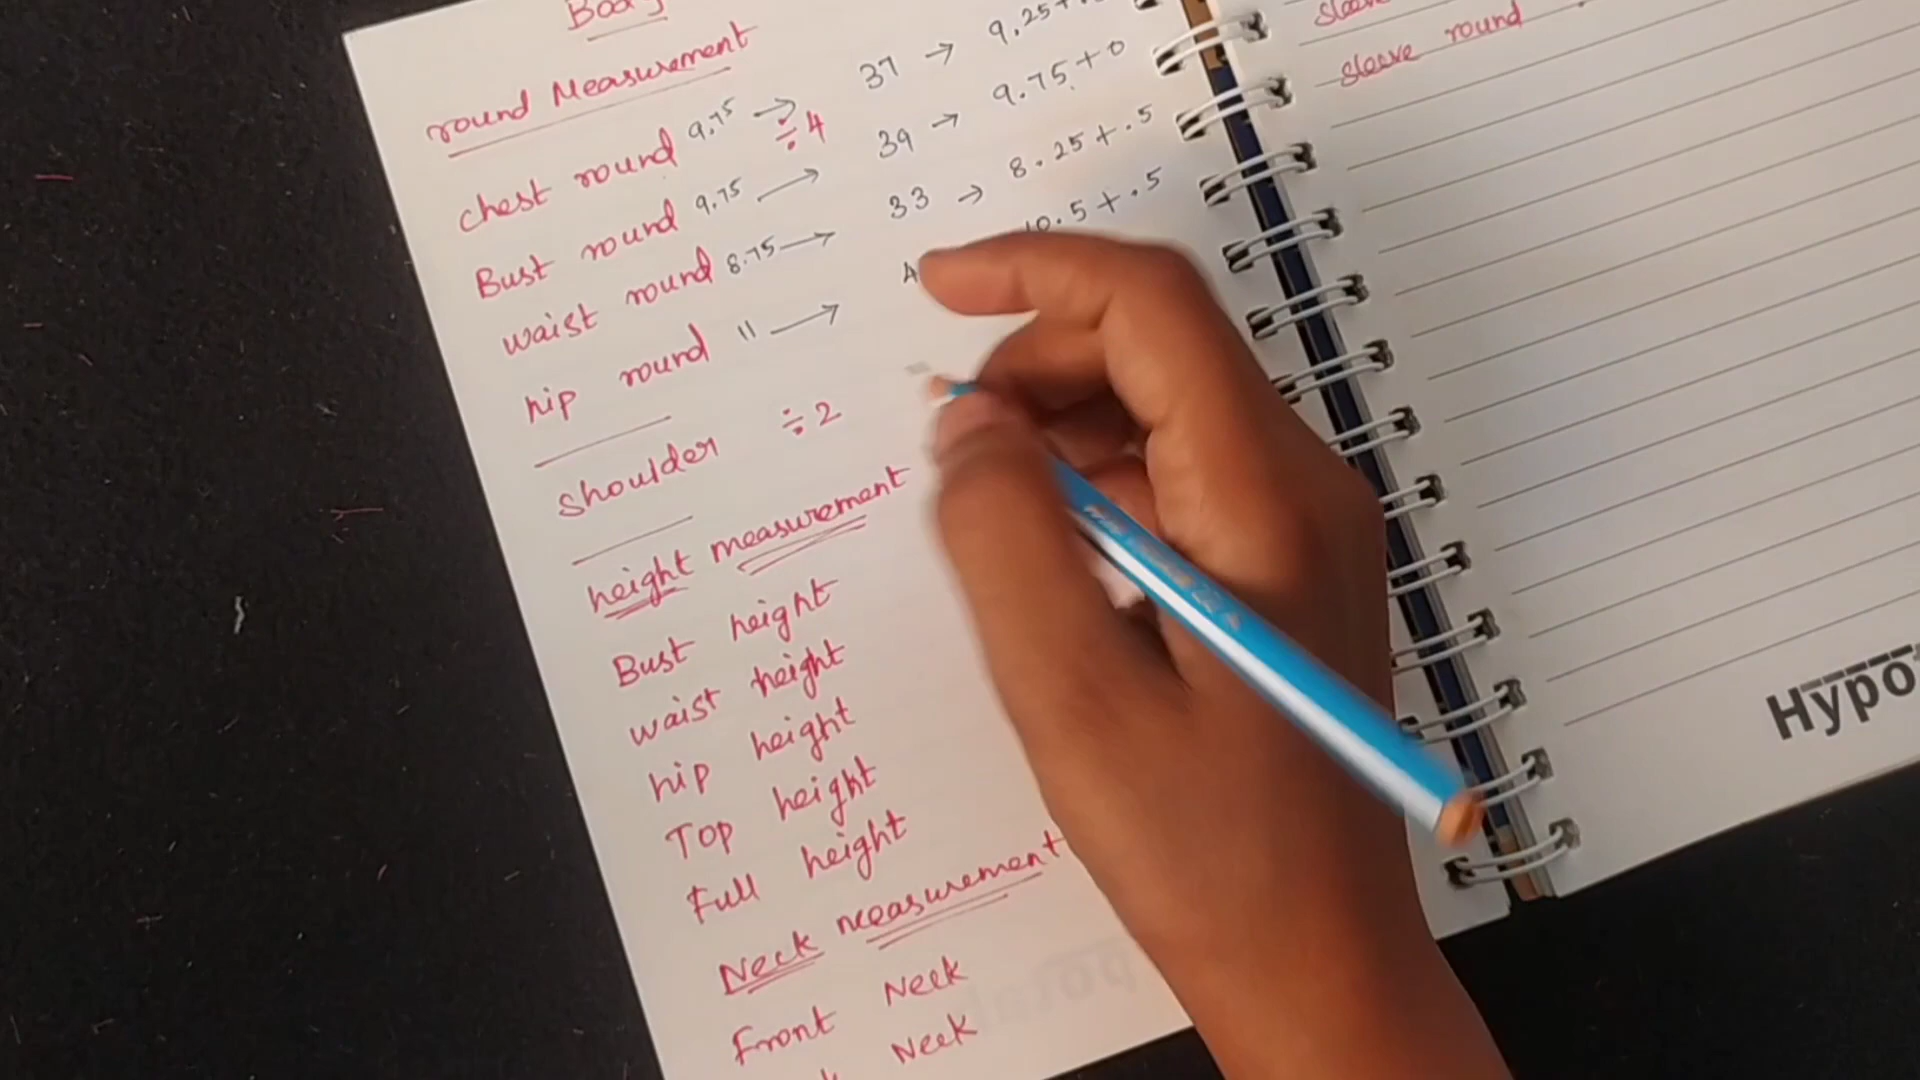 Body
round Measurement
chest round 9.75 → 37 → 9.25+
÷4
Bust round 9.75 → 39 → 9.75+0
waist round 8.75 → 33 → 8.25+.5
hip round 11 → 4 10.5+.5
shoulder ÷2
height measurement
Bust height
waist height
hip height
Top height
Full height
Neck measurement
Front Neck
Neck
sleeve round
Hypo